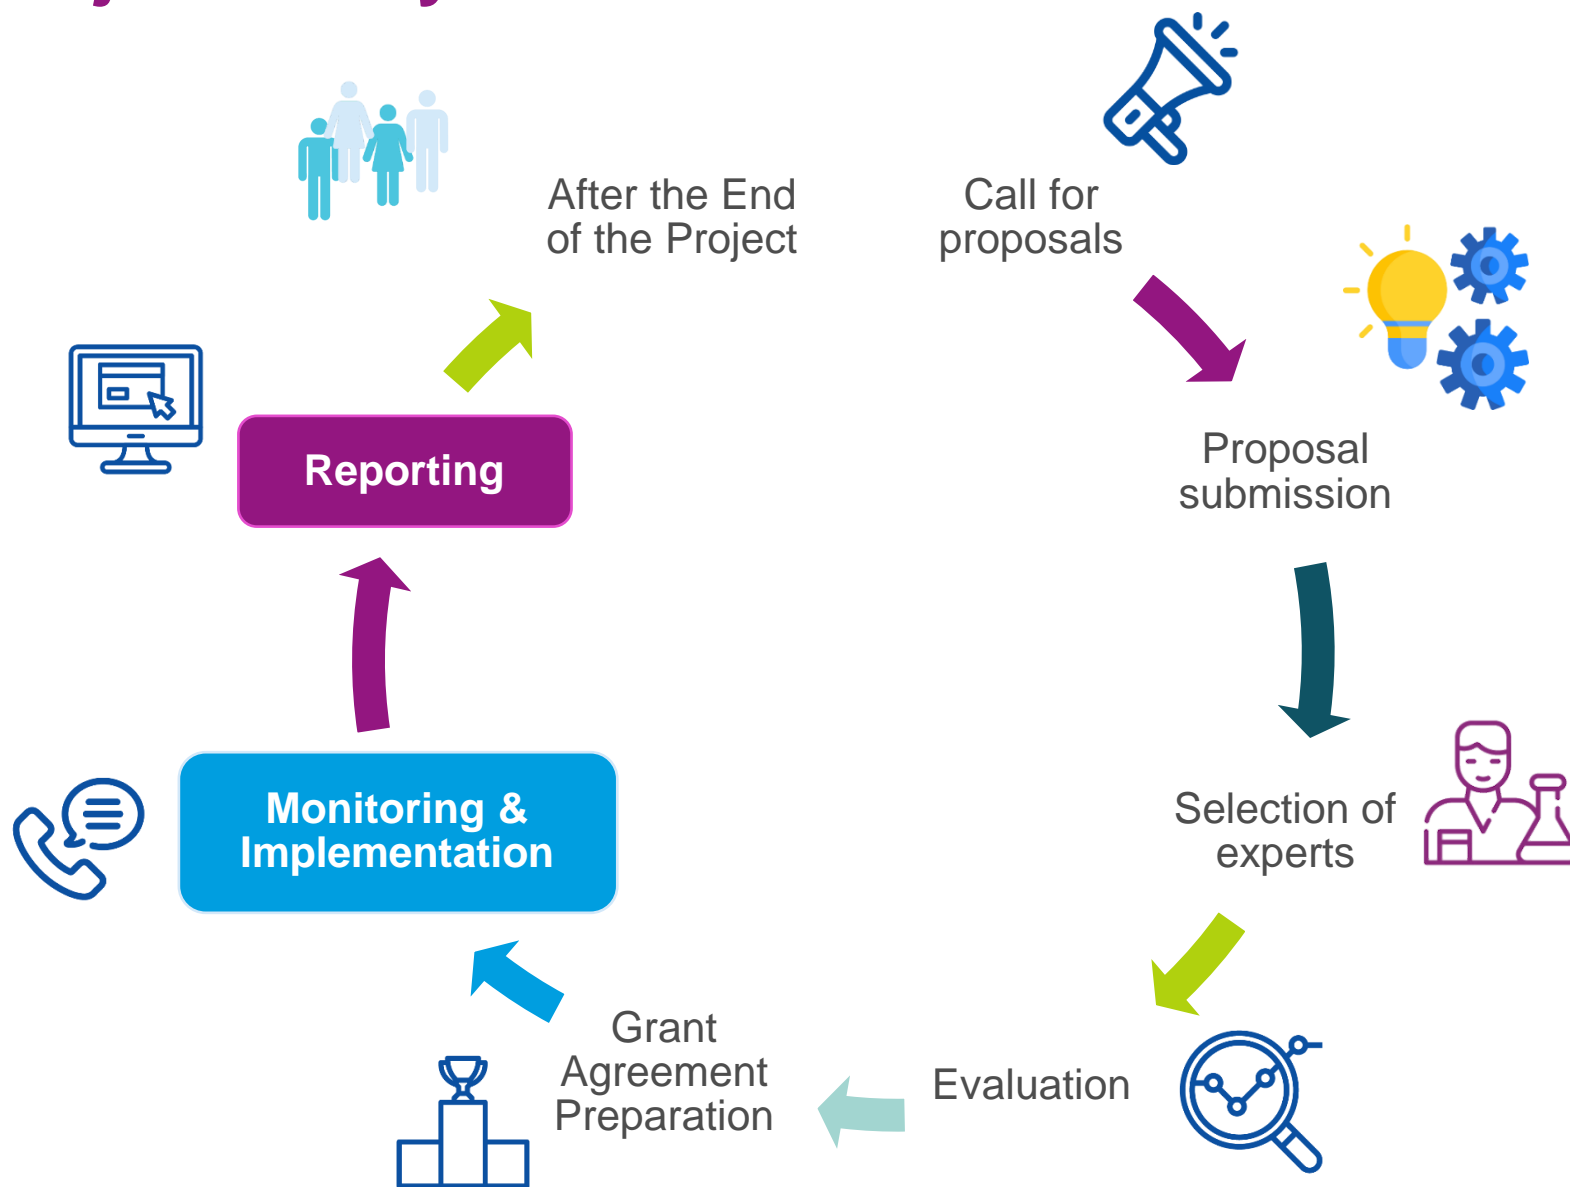 Call for
proposals
Proposal
submission
Selection of
experts
Evaluation
Grant
Agreement
Preparation
Monitoring &
Implementation
Reporting
After the End
of the Project